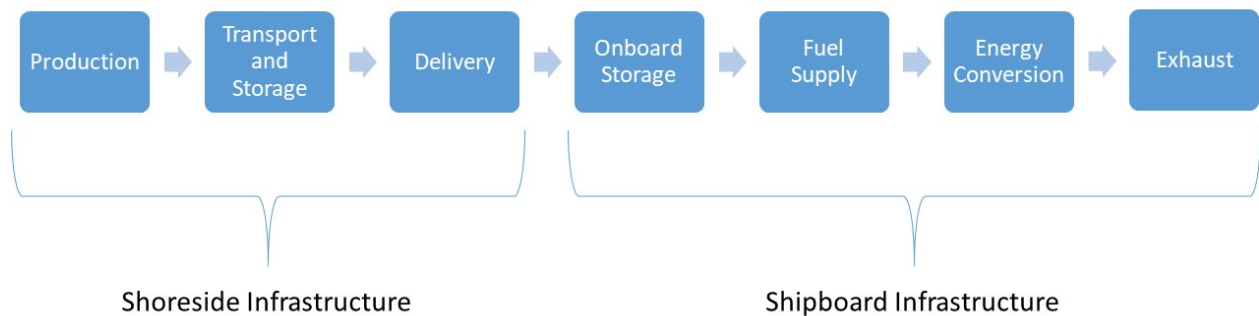 Production
Transport
and
Storage
Delivery
Onboard
Storage
Fuel
Supply
Energy
Conversion
Exhaust
Shoreside Infrastructure
Shipboard Infrastructure